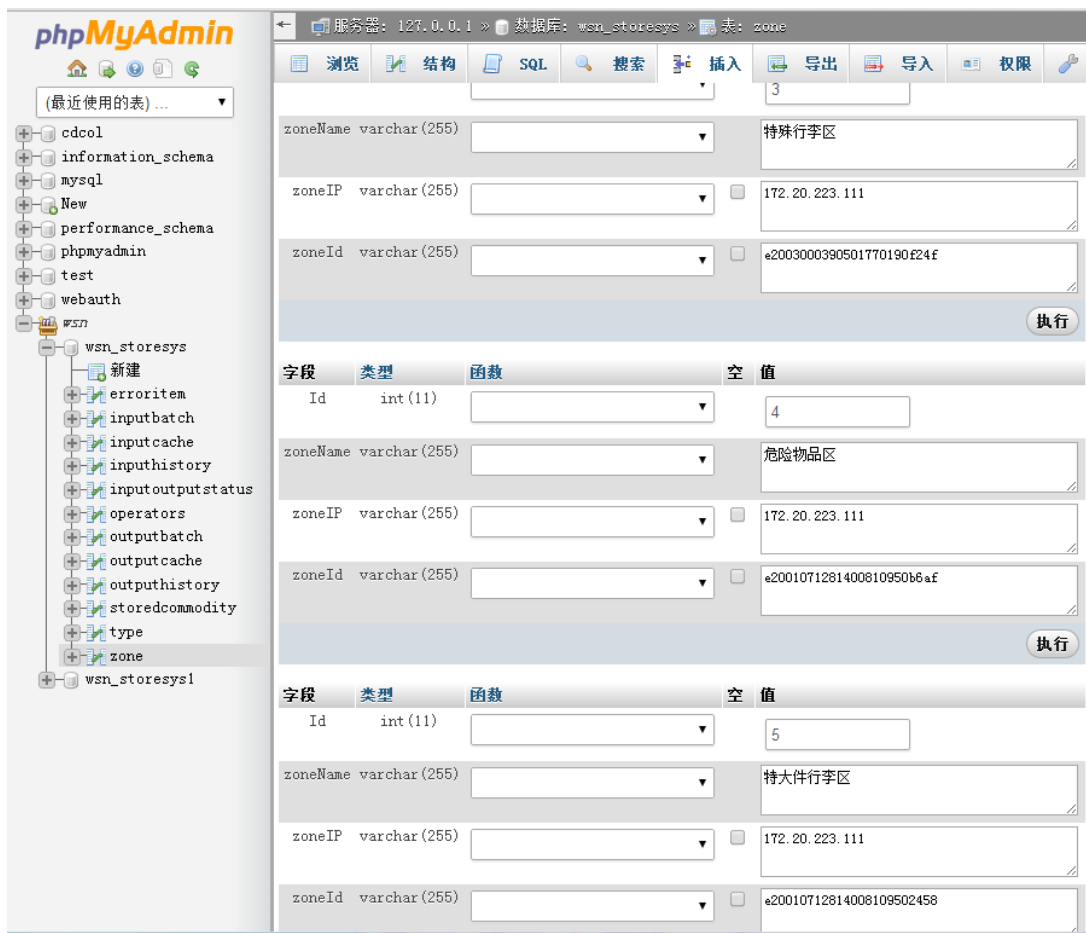 phpMyAdmin
(最近使用的表) ...
cdcol
information_schema
mysql
New
performance_schema
phpmyadmin
test
webauth
wsn
wsn_storesys
新建
erroritem
inputbatch
inputcache
inputhistory
inputoutputstatus
operators
outputbatch
outputcache
outputhistory
storedcommodity
type
zone
wsn_storesys1
服务器: 127.0.0.1 » 数据库: wsn_storesys » 表: zone
浏览 结构 SQL 搜索 插入 导出 导入 权限
3
zoneName varchar(255) 特殊行李区
zoneIP varchar(255) 172.20.223.111
zoneId varchar(255) e2003000390501770190f24f
执行
字段 类型 函数 空 值
Id int(11) 4
zoneName varchar(255) 危险物品区
zoneIP varchar(255) 172.20.223.111
zoneId varchar(255) e2001071281400810950b6af
执行
字段 类型 函数 空 值
Id int(11) 5
zoneName varchar(255) 特大件行李区
zoneIP varchar(255) 172.20.223.111
zoneId varchar(255) e20010712814008109502458